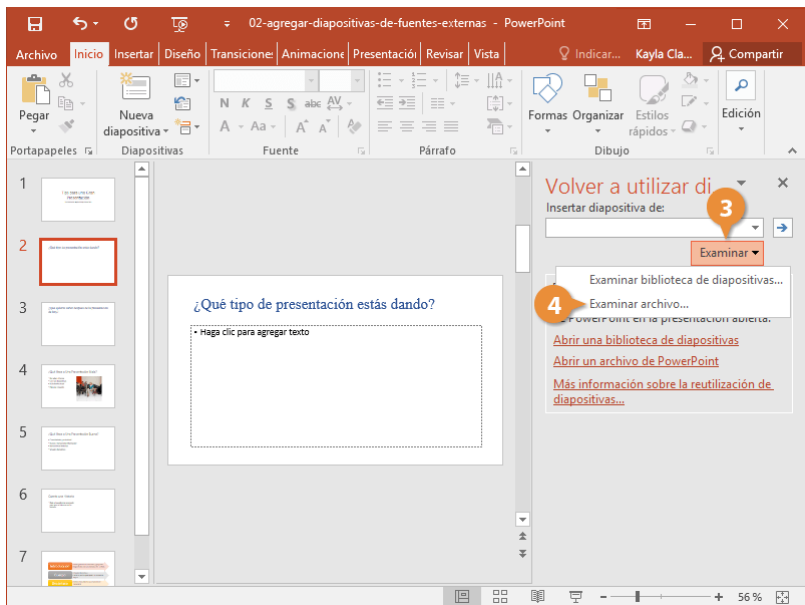 02-agregar-diapositivas-de-fuentes-externas - PowerPoint
Archivo Inicio Insertar Diseño Transicione: Animacione Presentació Revisar Vista Indicar... Kayla Cla... Compartir
Pegar
Nueva diapositiva
N K S S abc AV
A Aa A A
Formas Organizar Estilos rápidos Edición
Portapapeles Diapositivas Fuente Párrafo Dibujo
1
2
3
4
5
6
7
¿Qué tipo de presentación estás dando?
• Haga clic para agregar texto
Volver a utilizar di
3
Insertar diapositiva de:
Examinar
Examinar biblioteca de diapositivas...
4
Examinar archivo...
de PowerPoint en la presentación abierta.
Abrir una biblioteca de diapositivas
Abrir un archivo de PowerPoint
Más información sobre la reutilización de
diapositivas...
- + 56 %